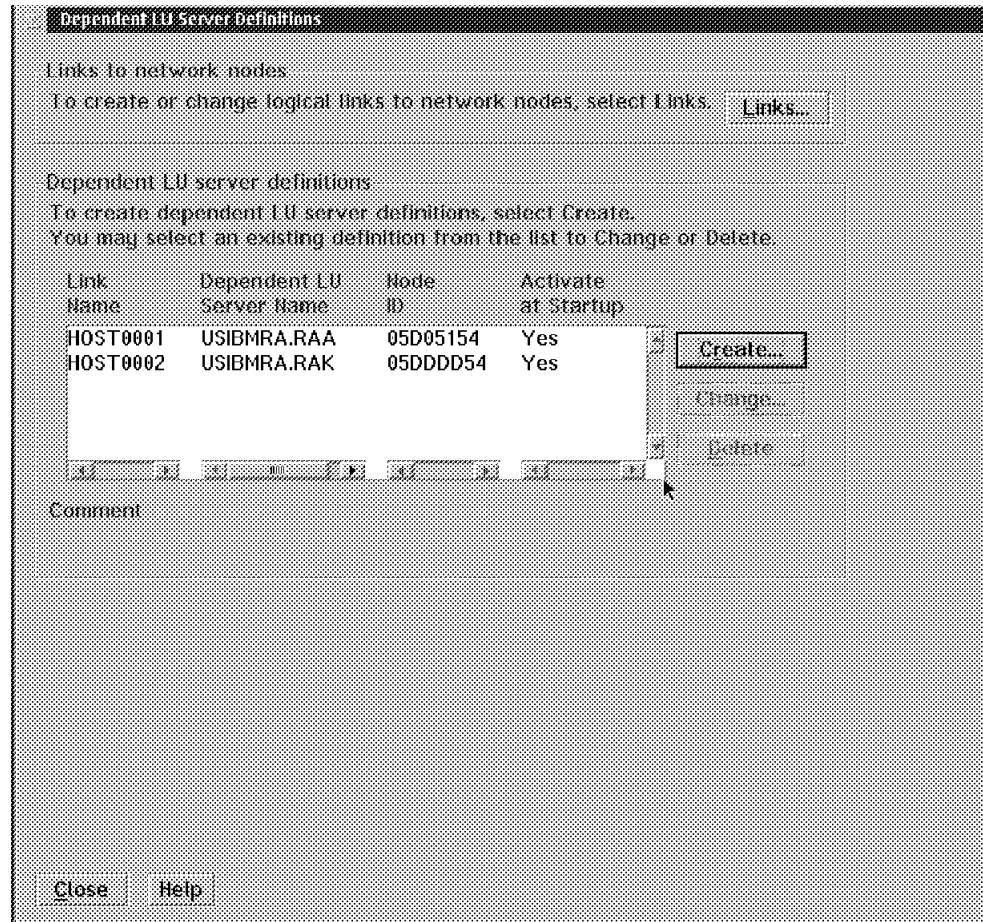 Dependent LU Server Definitions
Links to network nodes
To create or change logical links to network nodes, select Links.
Links...
Dependent LU server definitions
To create dependent LU server definitions, select Create.
You may select an existing definition from the list to Change or Delete.
Link Dependent LU Node Activate
Name Server Name ID at Startup
HOST0001 USIBMRA.RAA 05D05154 Yes
HOST0002 USIBMRA.RAK 05DDDD54 Yes
Create...
Change...
Delete
Comment
Close Help